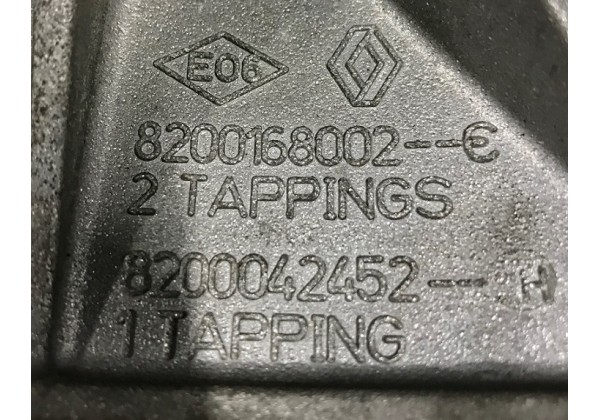 E06
8200168002--C
2 TAPPINGS
8200042452-- H
1 TAPPING